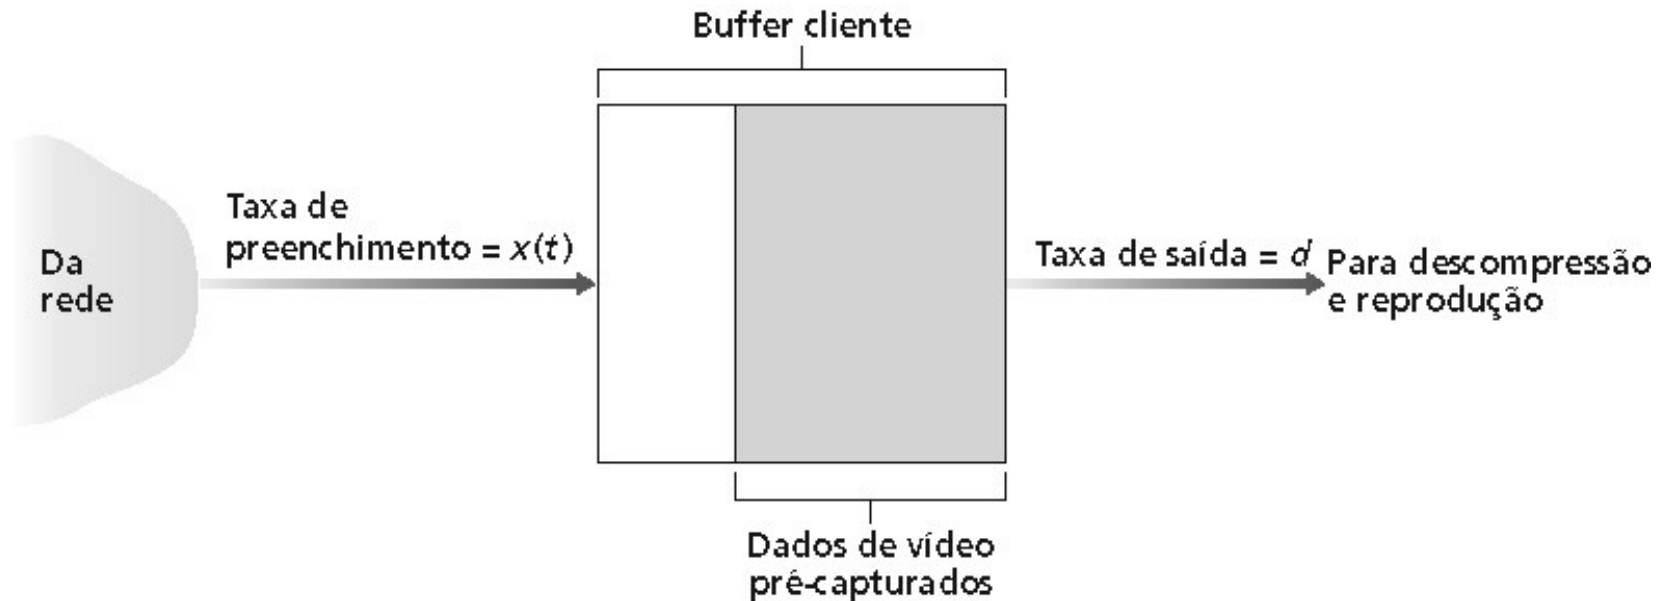 Buffer cliente
Da
rede
Taxa de
preenchimento = x(t)
Taxa de saída = d
Para descompressão
e reprodução
Dados de vídeo
pré-capturados